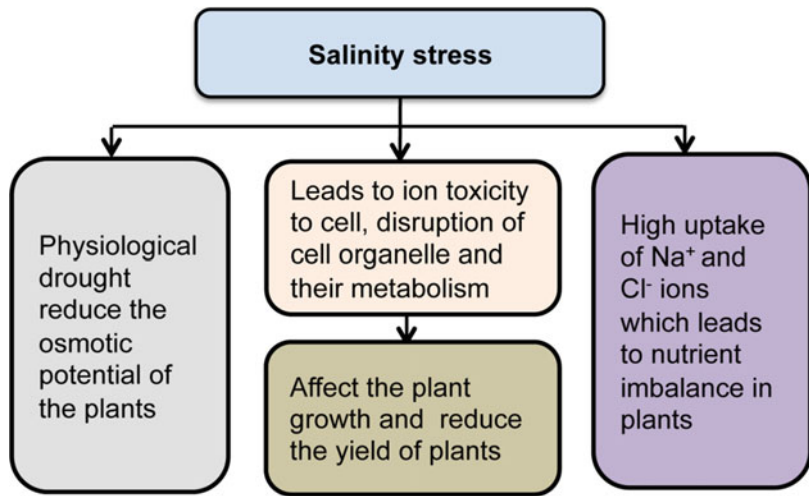 Salinity stress
Physiological
drought
reduce the
osmotic
potential of
the plants
Leads to ion toxicity
to cell, disruption of
cell organelle and
their metabolism
Affect the plant
growth and reduce
the yield of plants
High uptake
of Na⁺ and
Cl⁻ ions
which leads
to nutrient
imbalance in
plants